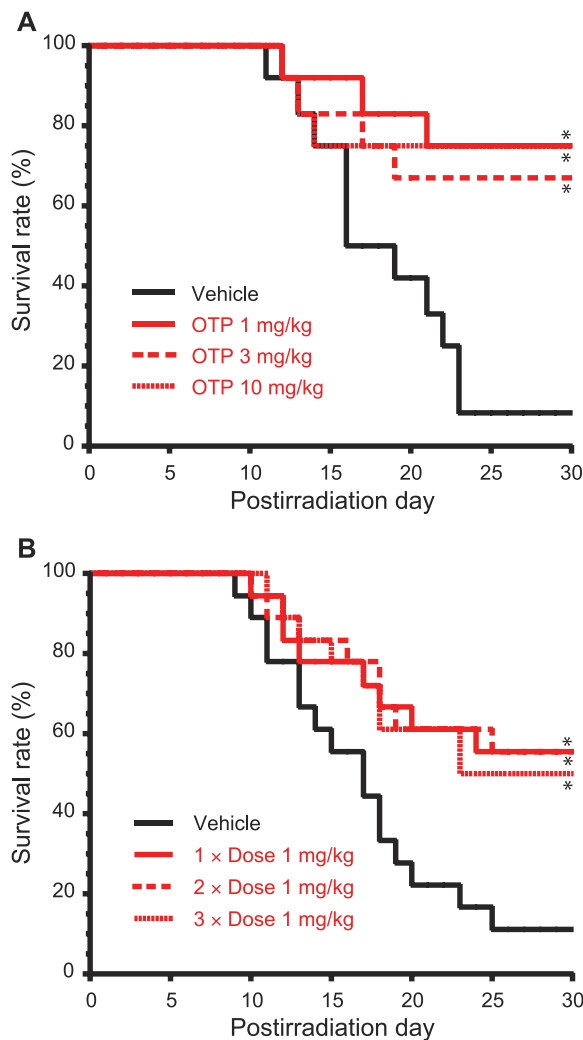 A
100
80
60
40
20
0
Survival rate (%)
Vehicle
OTP 1 mg/kg
OTP 3 mg/kg
OTP 10 mg/kg
*
*
*
0 5 10 15 20 25 30
Postirradiation day
B
100
80
60
40
20
0
Survival rate (%)
Vehicle
1 × Dose 1 mg/kg
2 × Dose 1 mg/kg
3 × Dose 1 mg/kg
*
*
*
0 5 10 15 20 25 30
Postirradiation day